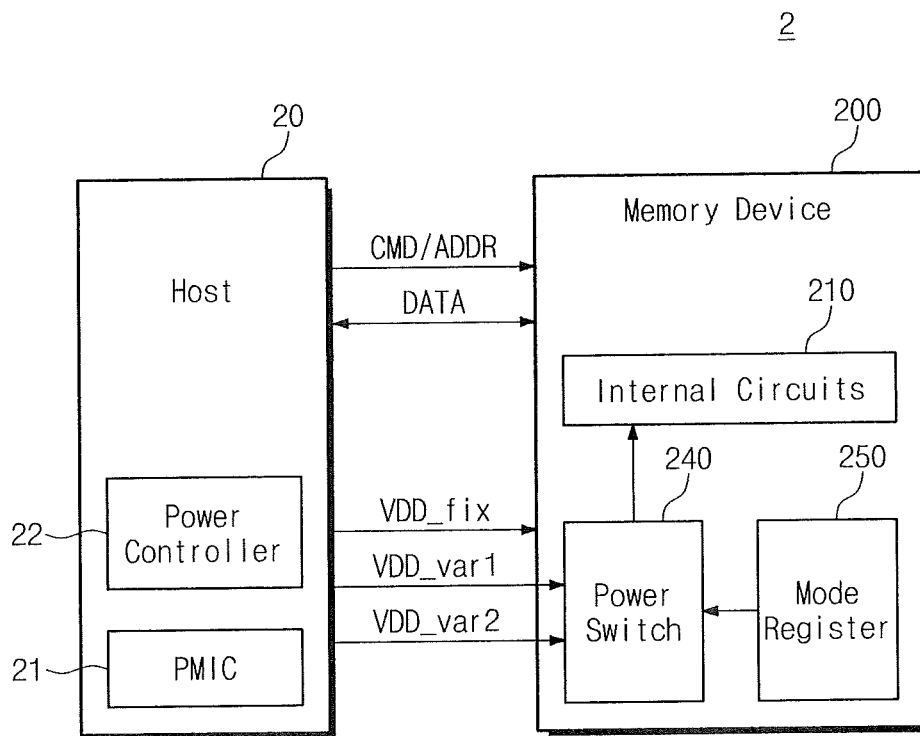 2
20
200
Host
Memory Device
CMD/ADDR
DATA
210
Internal Circuits
240
250
22
Power
Controller
VDD_fix
VDD_var1
VDD_var2
Power
Switch
Mode
Register
21
PMIC